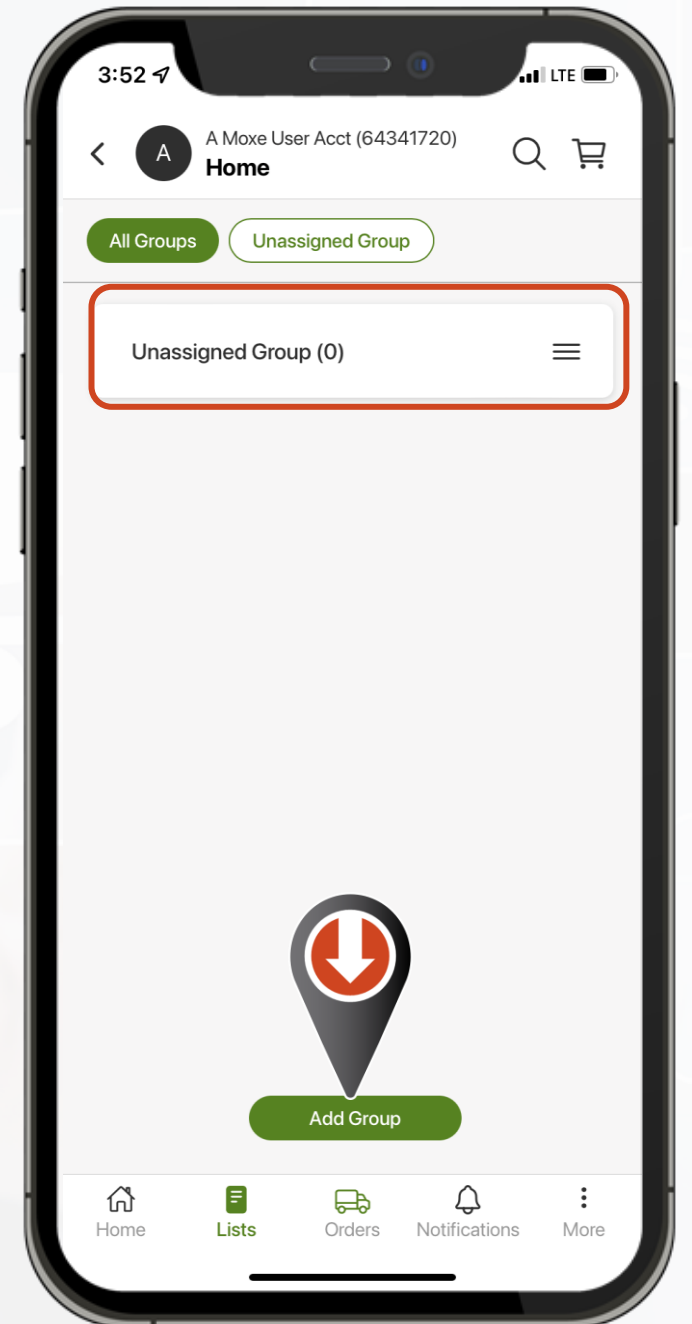 3:52
LTE
A
A Moxe User Acct (64341720)
Home
All Groups
Unassigned Group
Unassigned Group (0)
Add Group
Home
Lists
Orders
Notifications
More